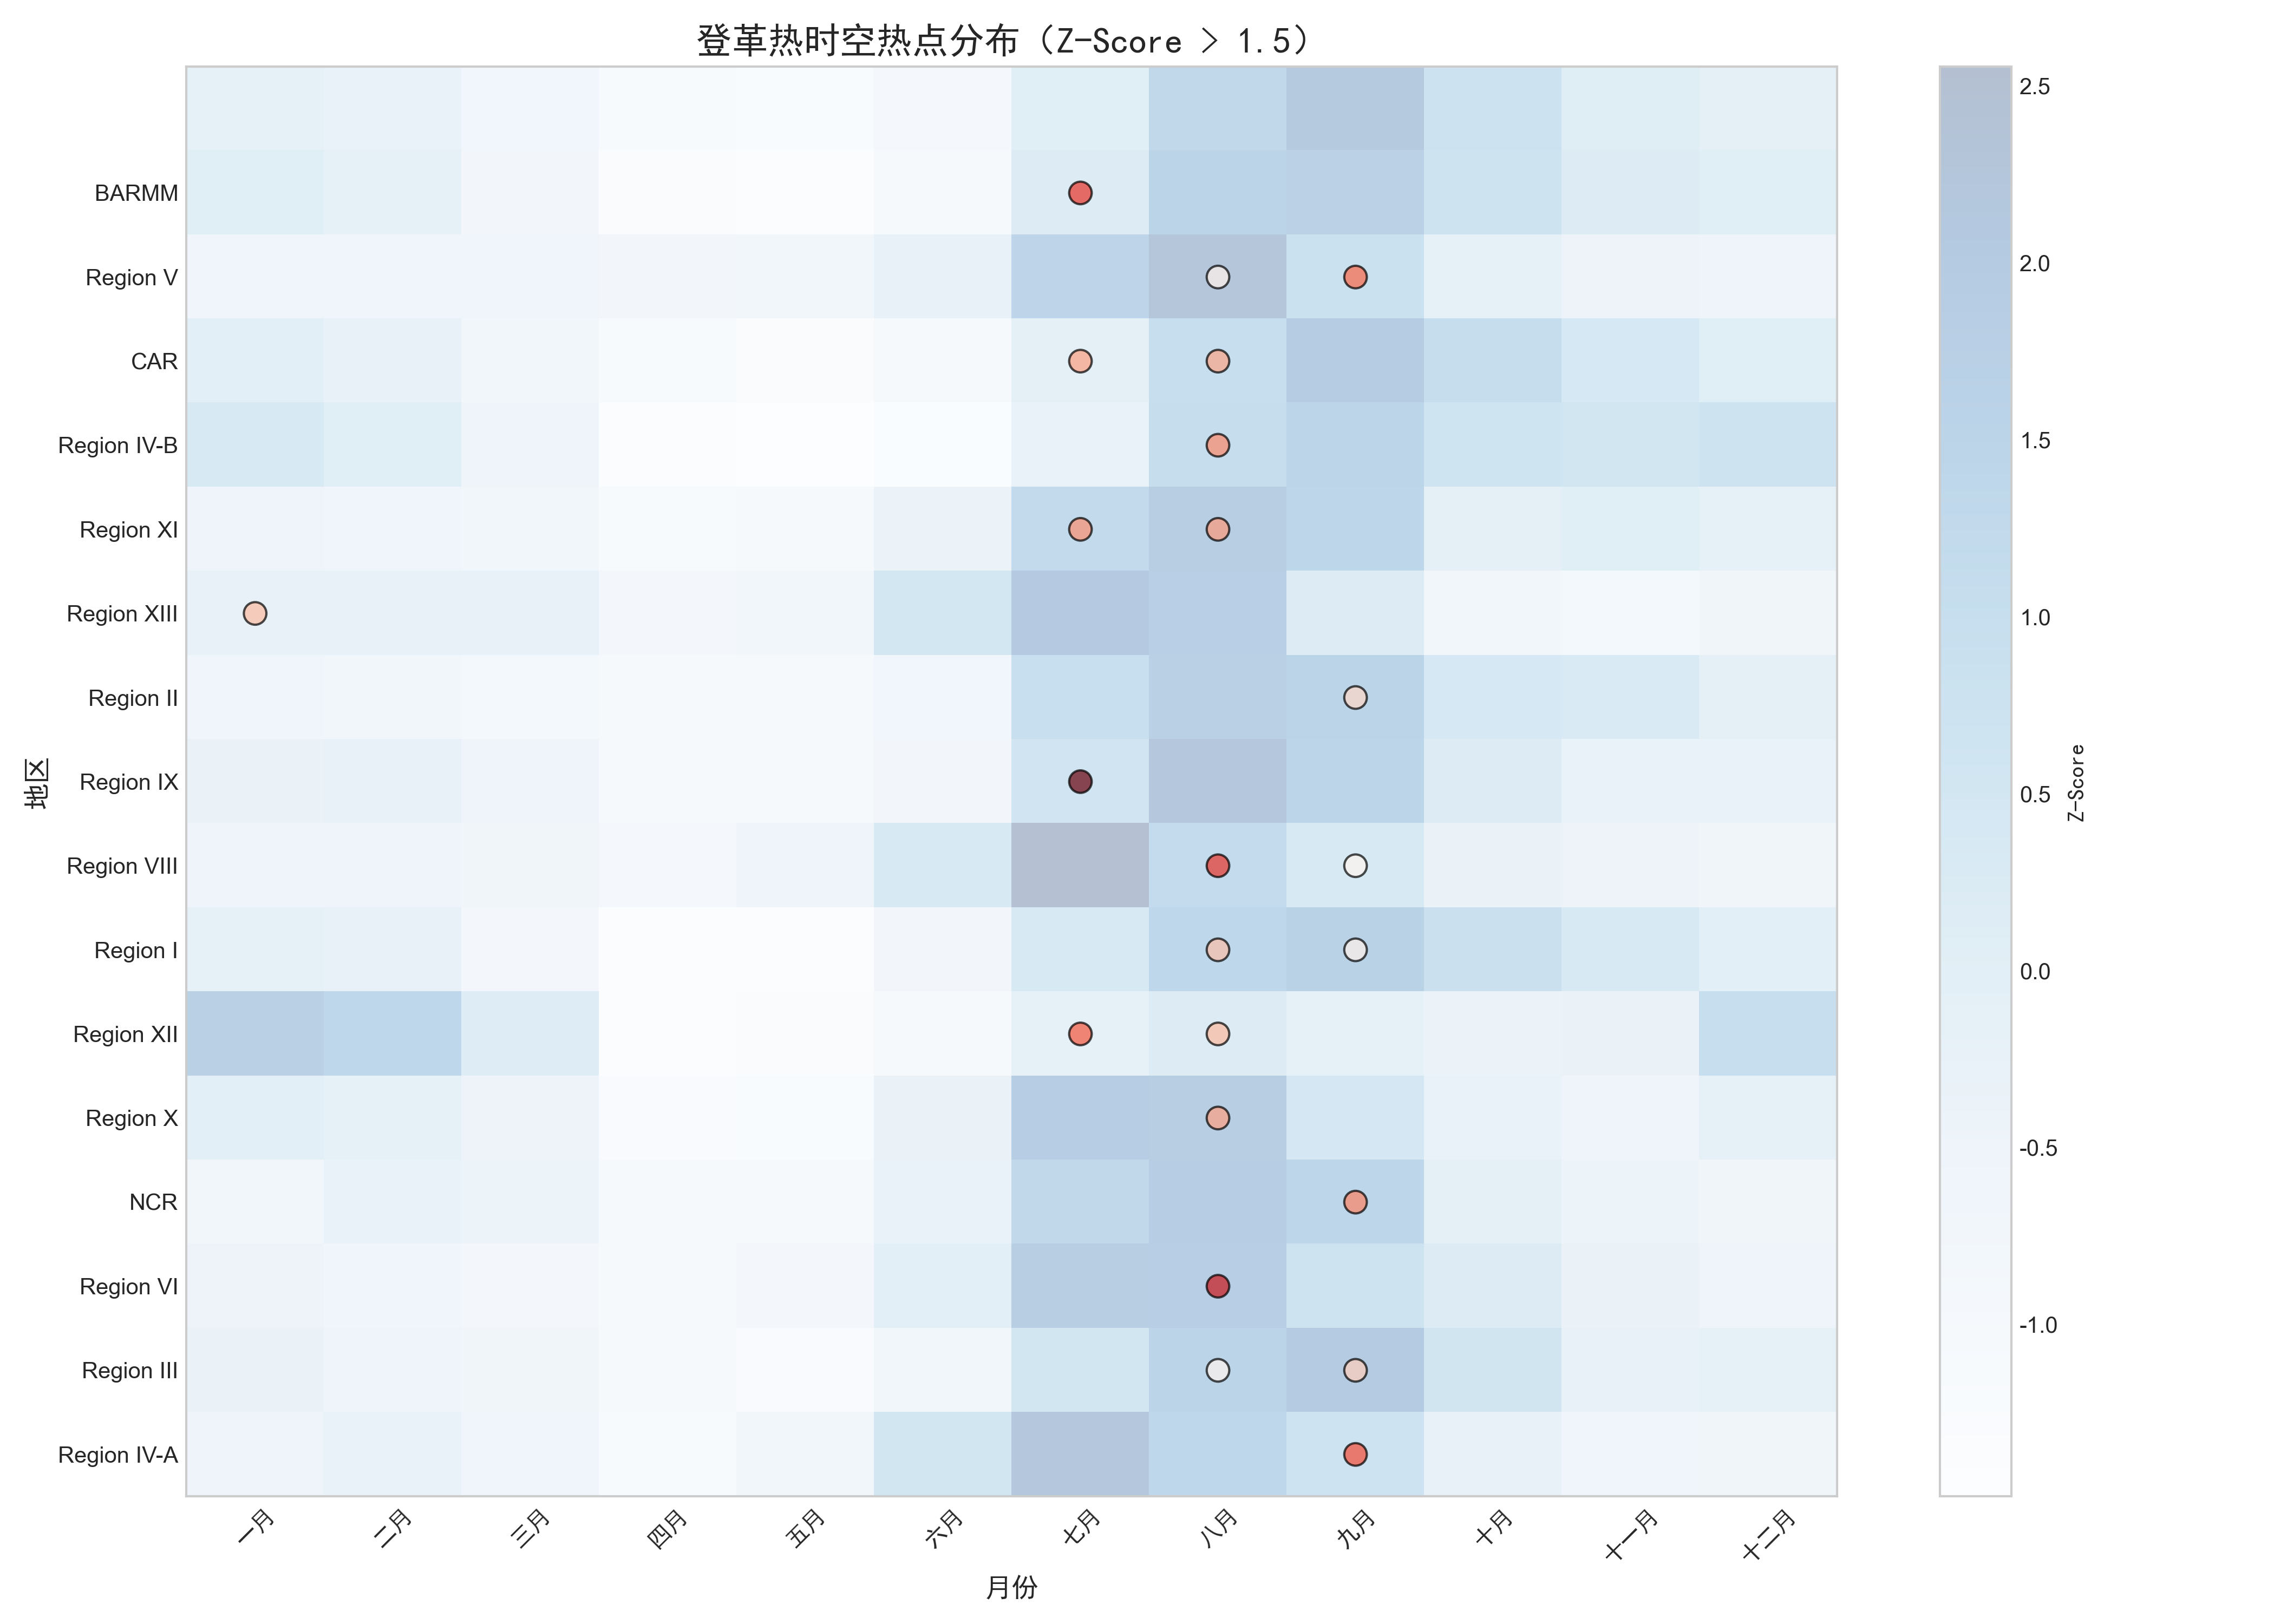 登革热时空热点分布（Z-Score > 1.5）
地区
BARMM
Region V
CAR
Region IV-B
Region XI
Region XIII
Region II
Region IX
Region VIII
Region I
Region XII
Region X
NCR
Region VI
Region III
Region IV-A
一月
二月
三月
四月
五月
六月
七月
八月
九月
十月
十一月
十二月
月份
2.5
2.0
1.5
1.0
0.5
0.0
-0.5
-1.0
Z-Score